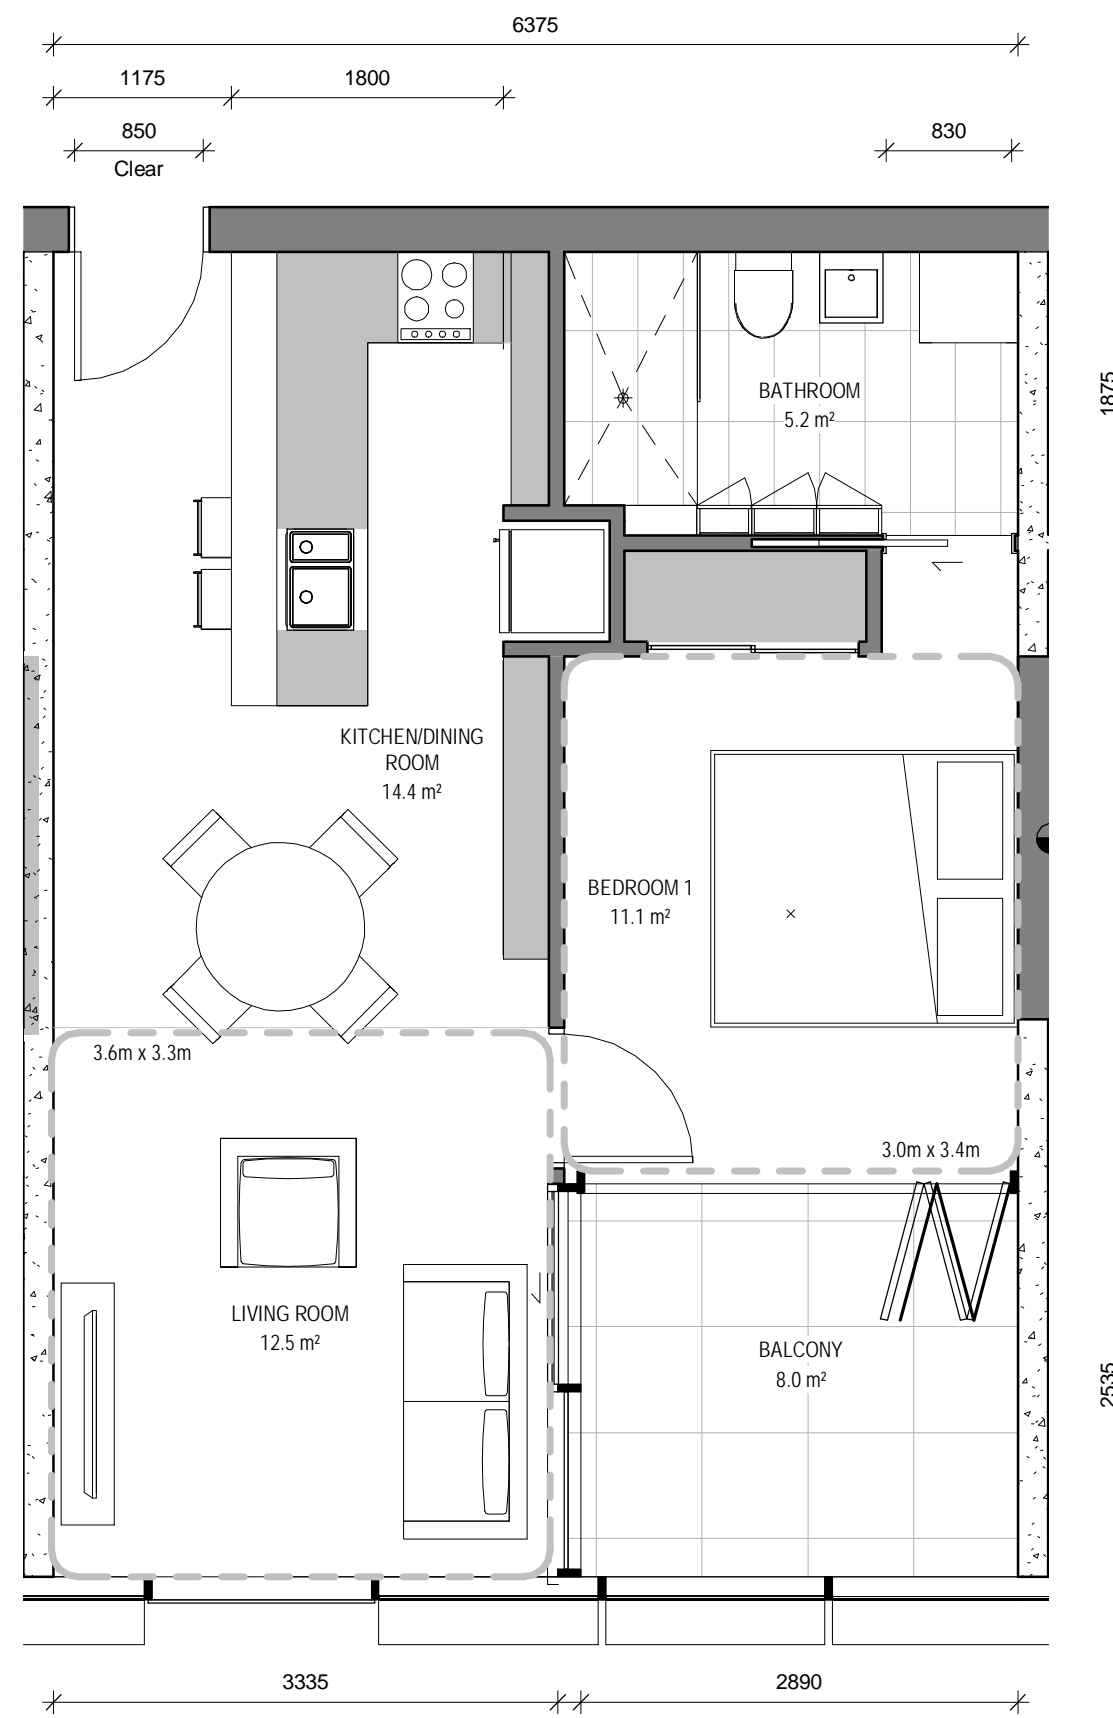 6375
1175
1800
850
Clear
830
1875
BATHROOM
5.2 m²
KITCHEN/DINING
ROOM
14.4 m²
BEDROOM 1
11.1 m²
3.6m x 3.3m
3.0m x 3.4m
LIVING ROOM
12.5 m²
BALCONY
8.0 m²
2535
3335
2890